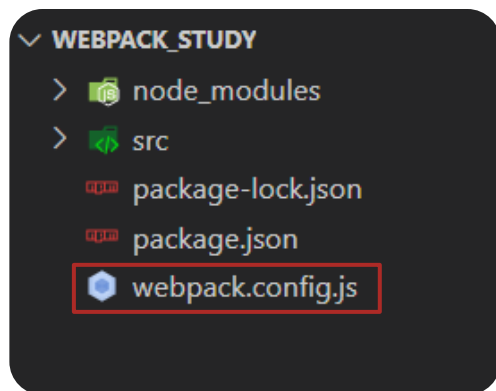 WEBPACK_STUDY
node_modules
src
package-lock.json
package.json
webpack.config.js